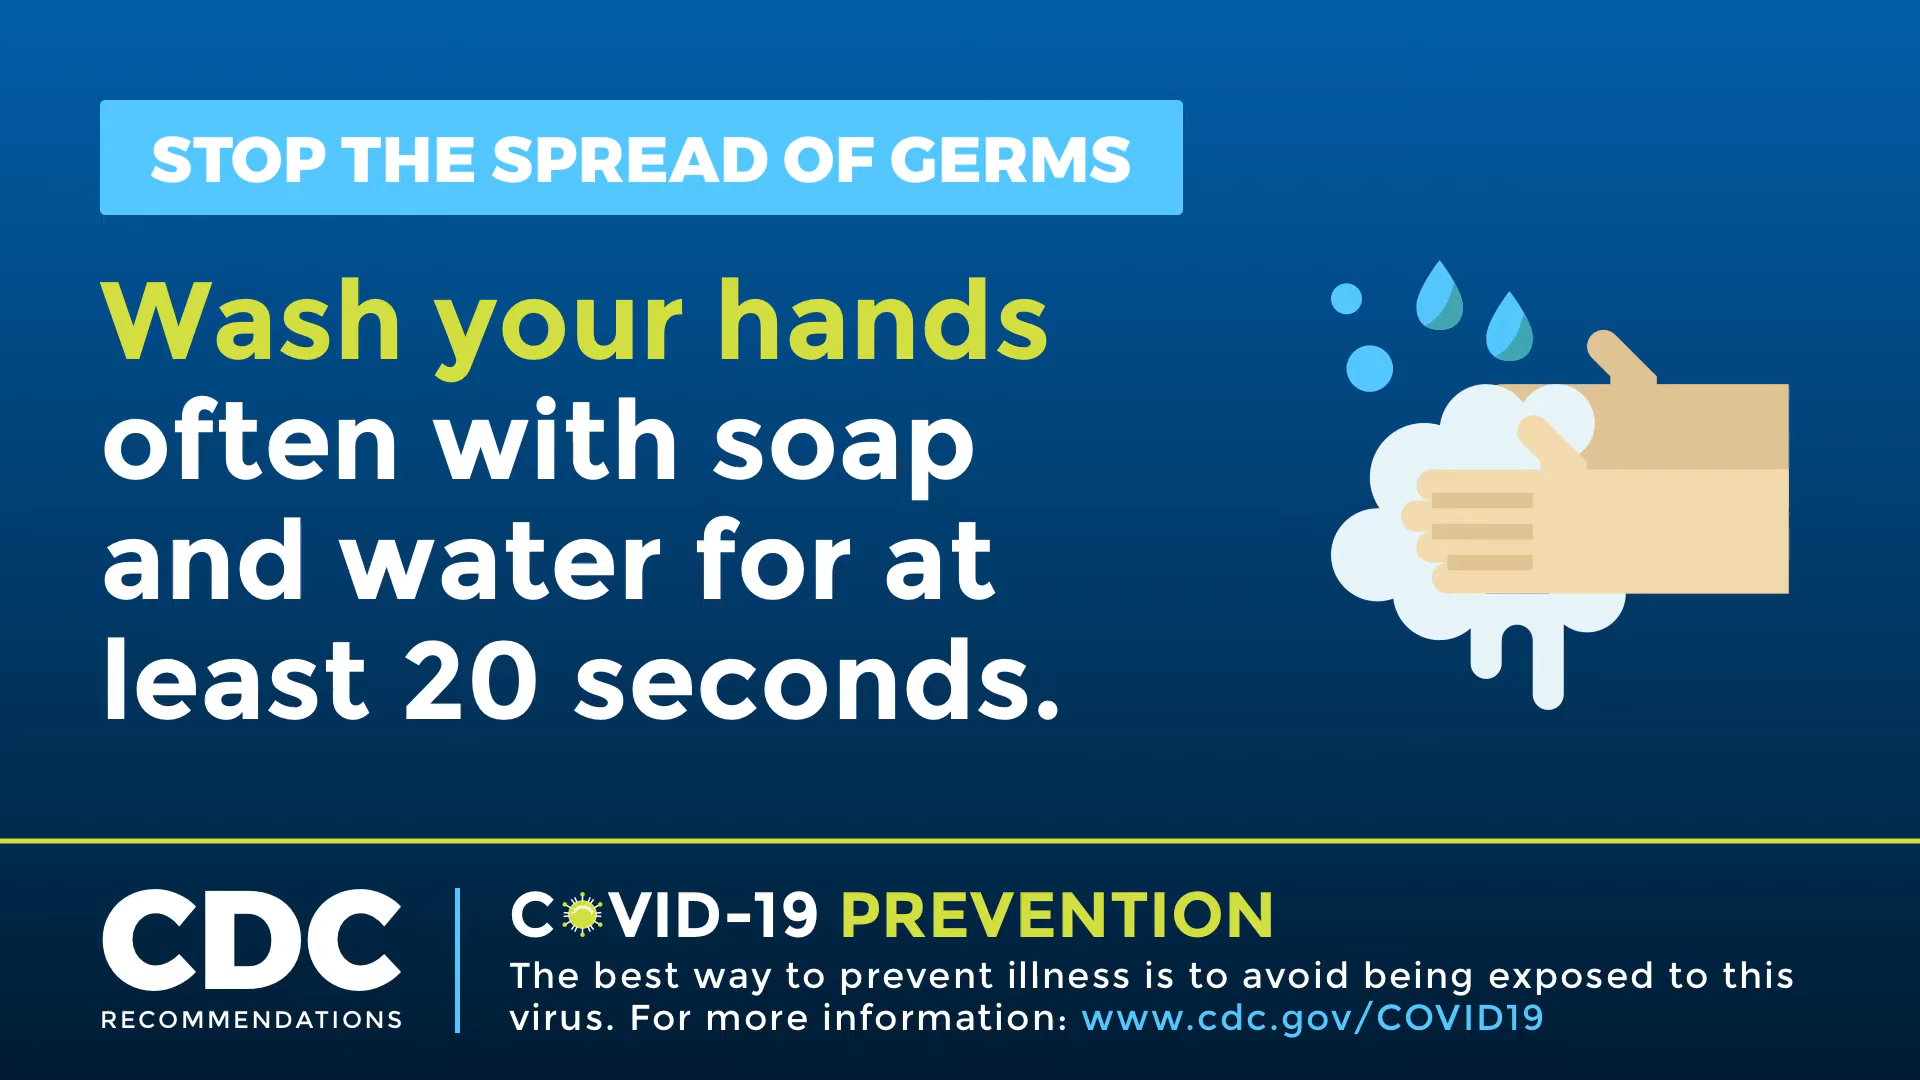 STOP THE SPREAD OF GERMS
Wash your hands
often with soap
and water for at
least 20 seconds.
CDC
RECOMMENDATIONS
COVID-19 PREVENTION
The best way to prevent illness is to avoid being exposed to this
virus. For more information: www.cdc.gov/COVID19